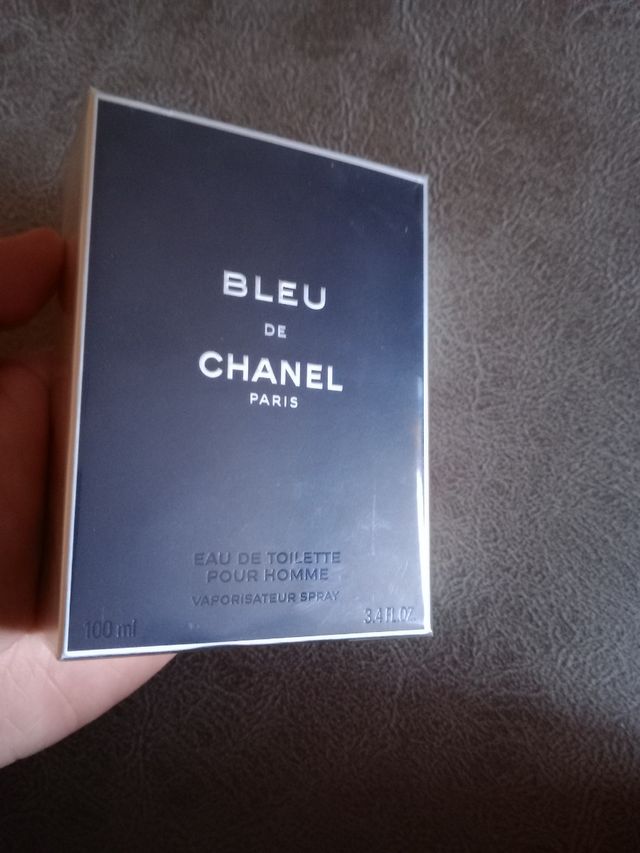 BLEU
DE
CHANEL
PARIS
EAU DE TOILETTE
POUR HOMME
VAPORISATEUR SPRAY
100 ml
3.4 FL.OZ.